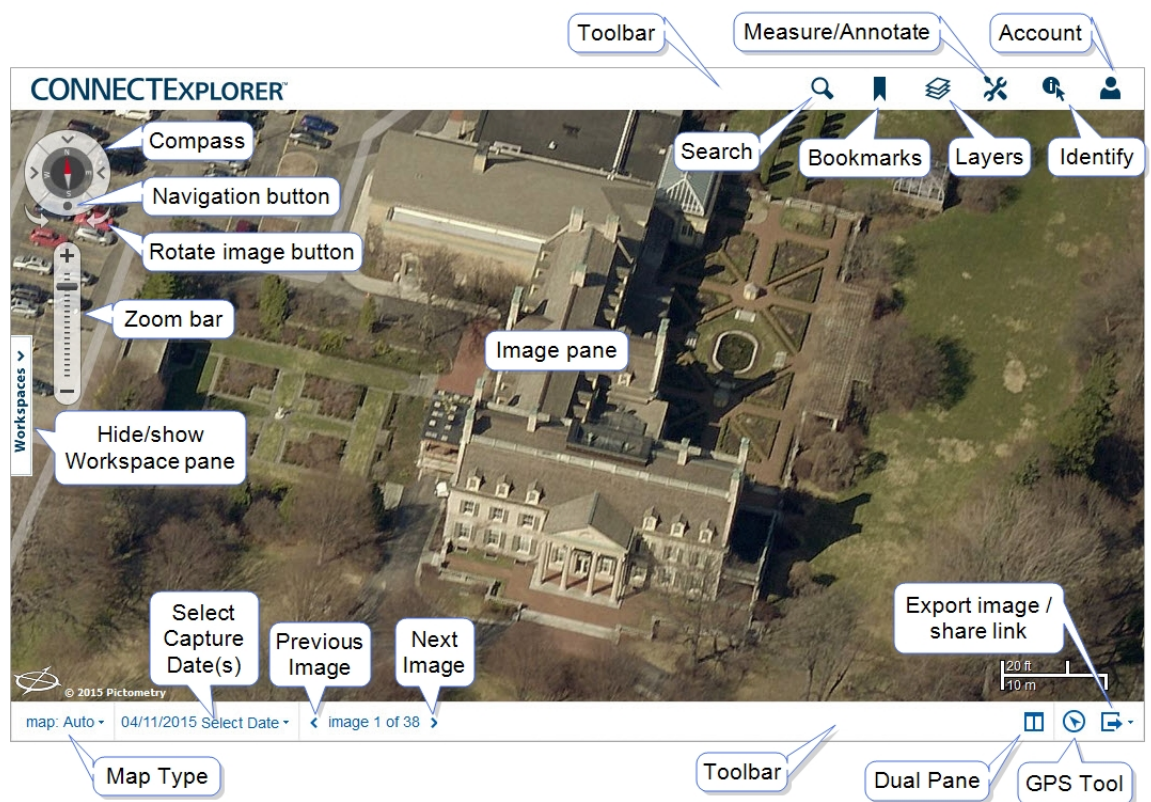 Toolbar
Measure/Annotate
Account
CONNECTEXPLORER™
Search
Bookmarks
Layers
Identify
Compass
N
W
E
S
Navigation button
Rotate image button
+
Zoom bar
−
Image pane
Workspaces
Hide/show
Workspace pane
Select
Capture
Date(s)
Previous
Image
Next
Image
Export image /
share link
20 ft
10 m
© 2015 Pictometry
map: Auto
04/11/2015 Select Date
< image 1 of 38 >
Map Type
Toolbar
Dual Pane
GPS Tool